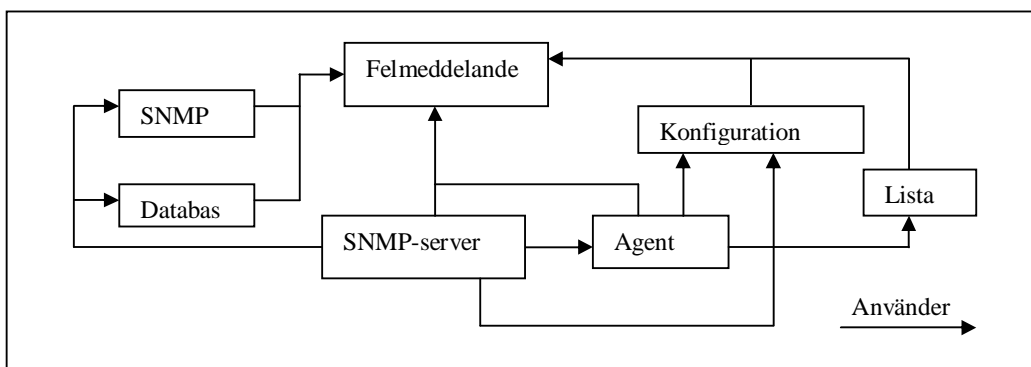 Felmeddelande
SNMP
Konfiguration
Databas
Lista
SNMP-server
Agent
Använder